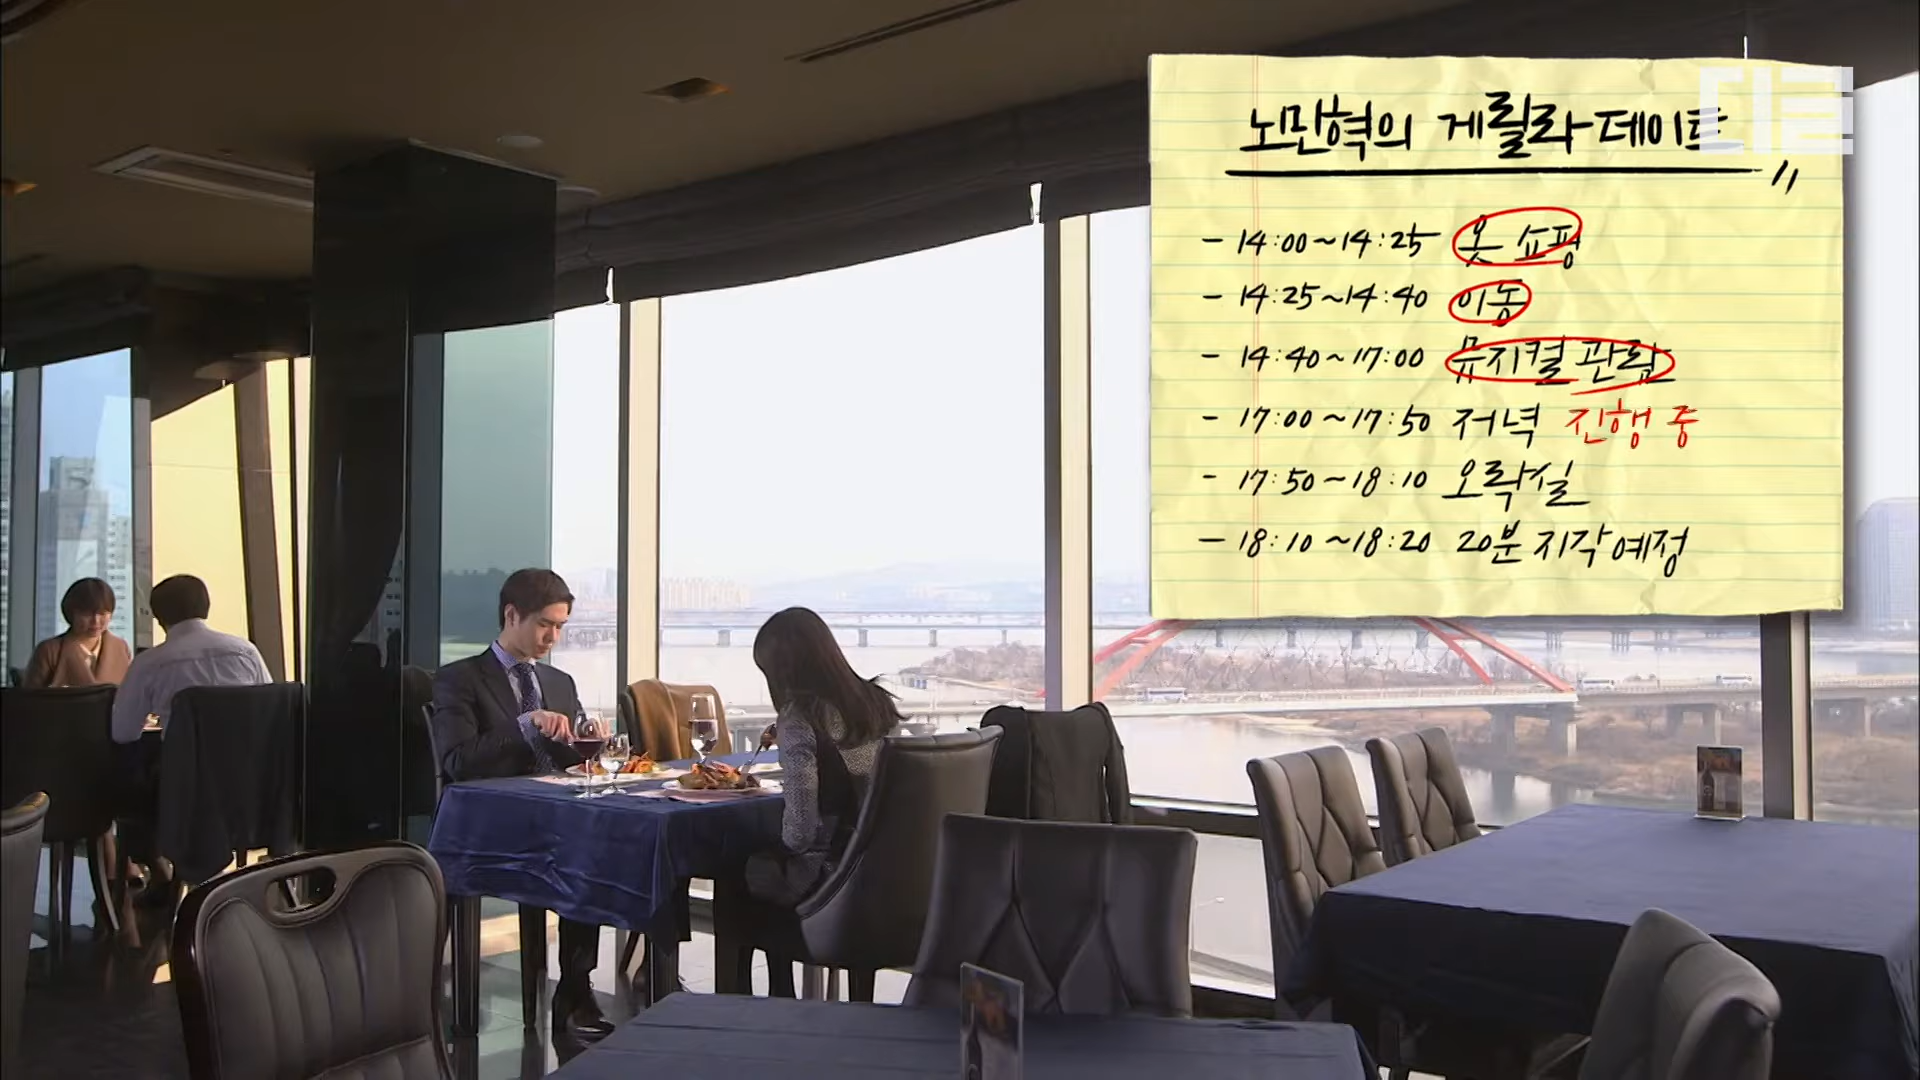 노민혁의 게릴라 데이트
디글
- 14:00~14:25 옷 쇼핑
- 14:25~14:40 이동
- 14:40~17:00 뮤지컬 관람
- 17:00~17:50 저녁 진행 중
- 17:50~18:10 오락실
- 18:10~18:20 20분 지각예정